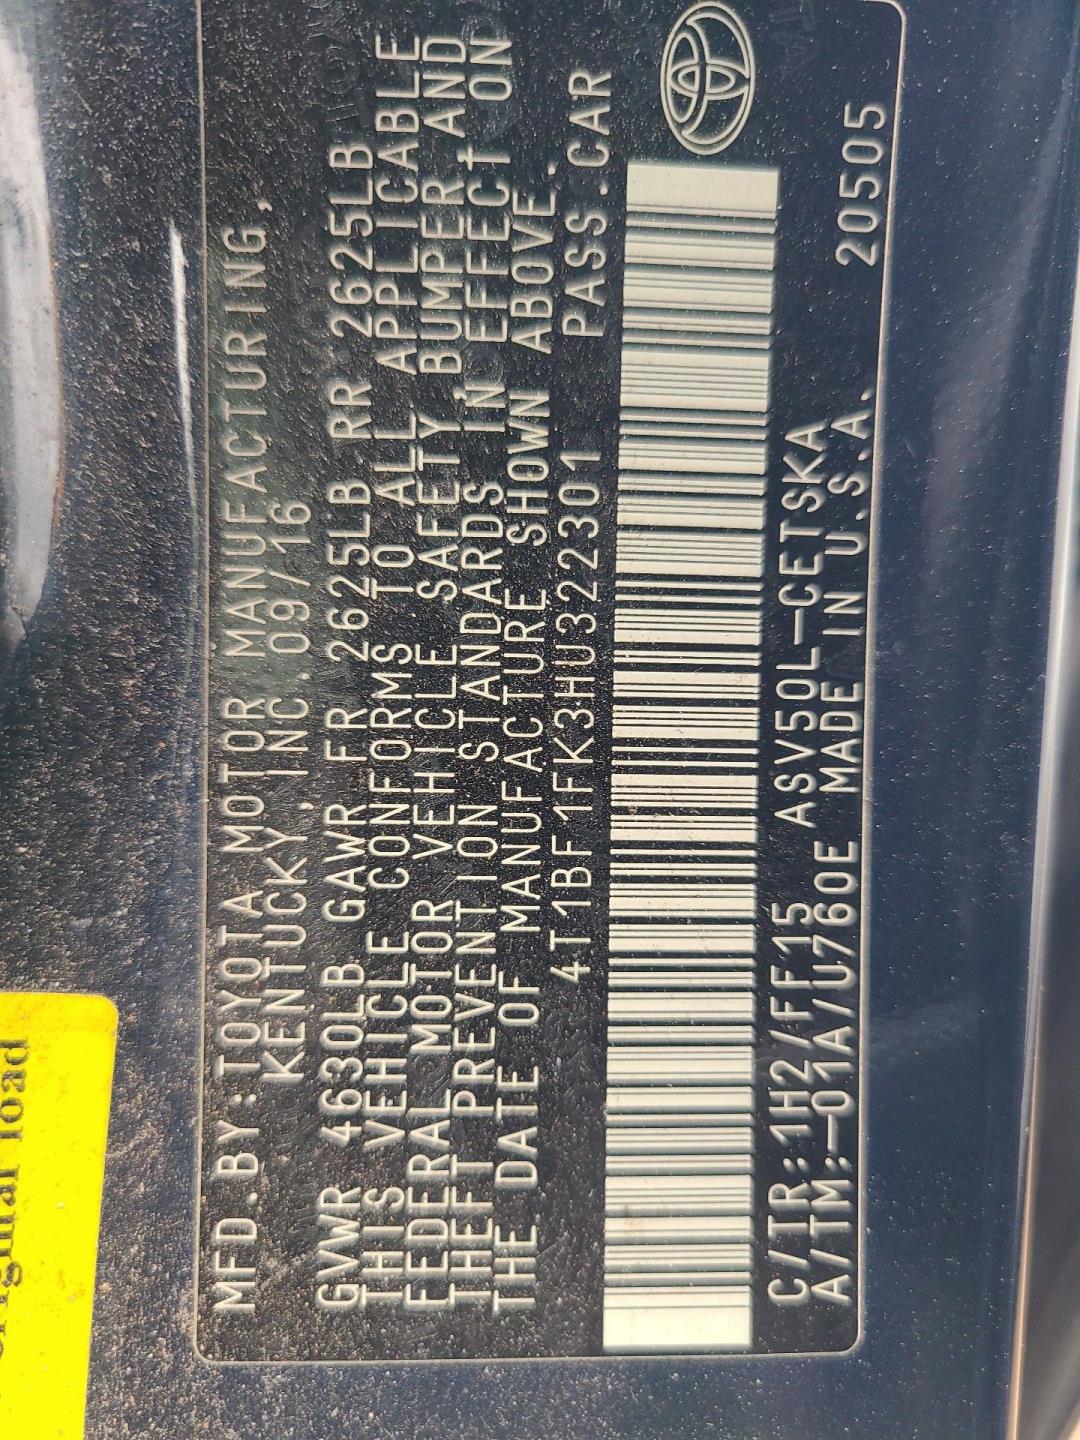 MFD.BY:TOYOTA MOTOR MANUFACTURING,
KENTUCKY,INC.09/16
GVWR 4630LB GAWR FR 2625LB RR 2625LB
THIS VEHICLE CONFORMS TO ALL APPLICABLE
FEDERAL MOTOR VEHICLE SAFETY,BUMPER AND
THEFT PREVENTION STANDARDS IN EFFECT ON
THE DATE OF MANUFACTURE SHOWN ABOVE.
4T1BF1FK3HU322301 PASS.CAR
C/TR:1H2/FF15 ASV50L-CETSKA
A/TM:-01A/U760E MADE IN U.S.A. 20505
load